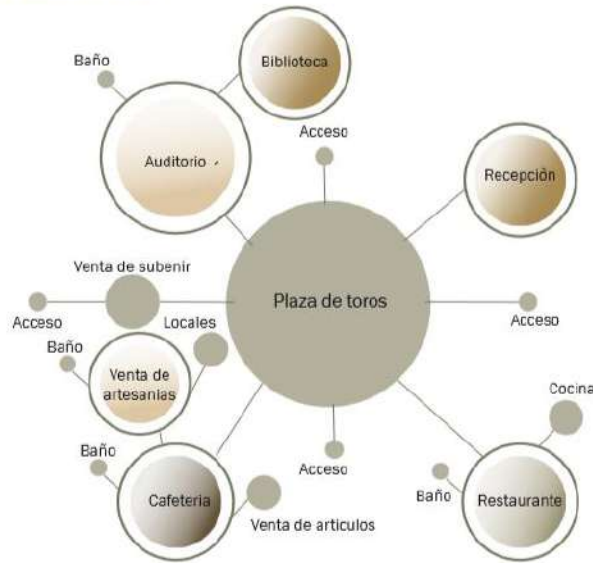 Baño
Biblioteca
Acceso
Auditorio
Recepción
Venta de subenir
Plaza de toros
Acceso
Locales
Acceso
Baño
Venta de
artesanias
Cocina
Baño
Acceso
Cafeteria
Baño
Restaurante
Venta de articulos